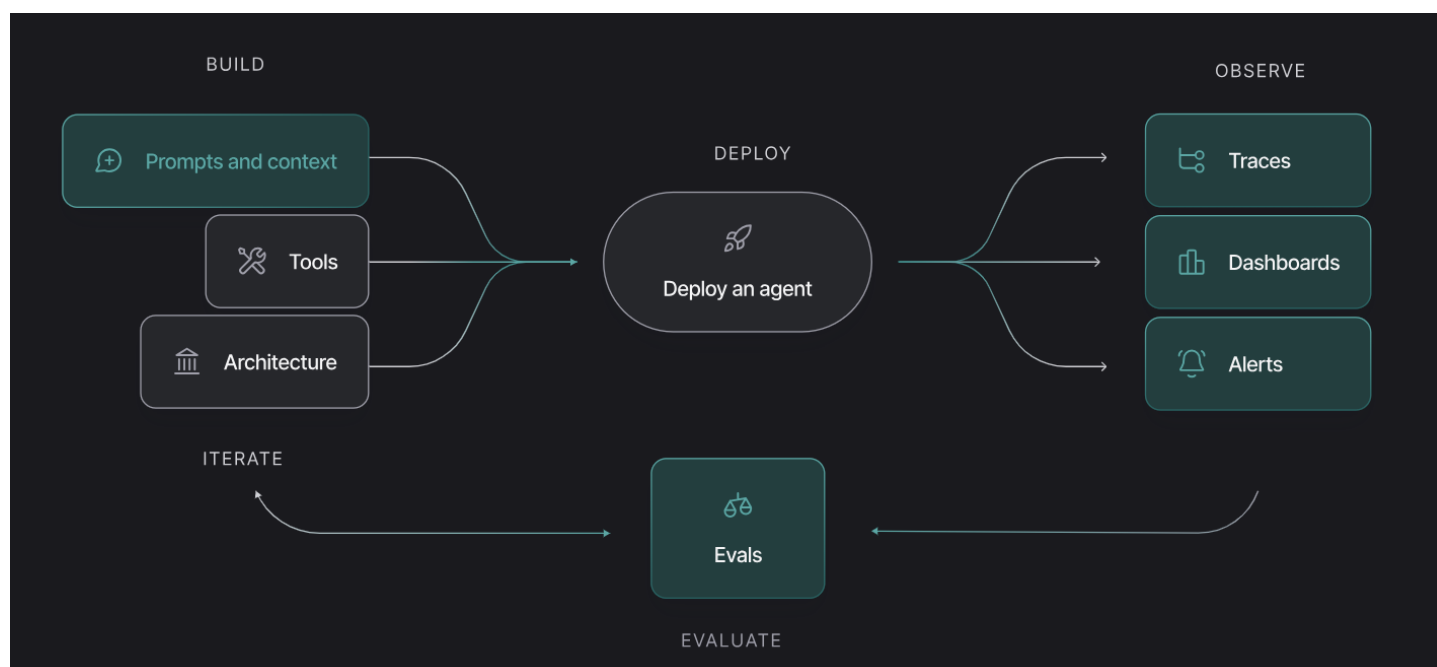 BUILD
Prompts and context
Tools
Architecture
ITERATE
DEPLOY
Deploy an agent
OBSERVE
Traces
Dashboards
Alerts
Evals
EVALUATE